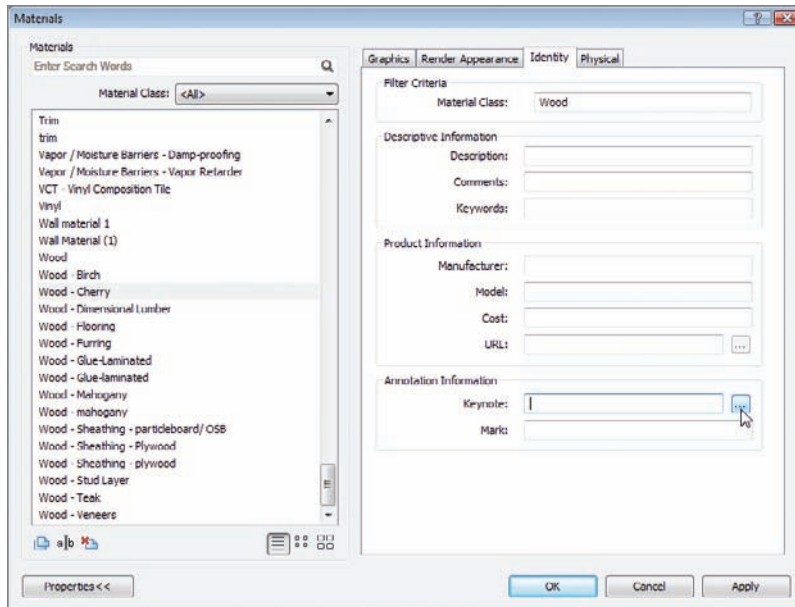 Materials
Materials
Enter Search Words
Material Class: <All>
Trim
trim
Vapor / Moisture Barriers - Damp-proofing
Vapor / Moisture Barriers - Vapor Retarder
VCT - Vinyl Composition Tile
Vinyl
Wall material 1
Wall Material (1)
Wood
Wood - Birch
Wood - Cherry
Wood - Dimensional Lumber
Wood - Flooring
Wood - Furring
Wood - Glue-Laminated
Wood - Glue-laminated
Wood - Mahogany
Wood - mahogany
Wood - Sheathing - particleboard/ OSB
Wood - Sheathing - Plywood
Wood - Sheathing - plywood
Wood - Stud Layer
Wood - Teak
Wood - Veneers
a b
Properties <<
Graphics Render Appearance Identity Physical
Filter Criteria
Material Class: Wood
Descriptive Information
Description:
Comments:
Keywords:
Product Information
Manufacturer:
Model:
Cost:
URL: ...
Annotation Information
Keynote: ...
Mark:
OK Cancel Apply